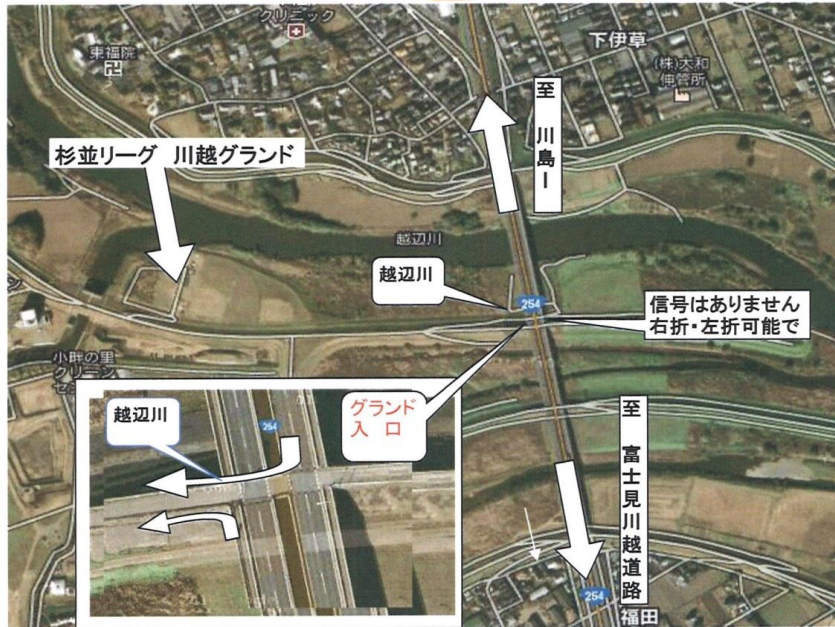 クリニック
東福院
下伊草
(株)大和
伸管所
至 川島I
杉並リーグ 川越グランド
越辺川
越辺川
254
信号はありません
右折・左折可能で
小畔の里
クリーン
セ
グランド
入 口
越辺川
254
至 富士見川越道路
254
福田